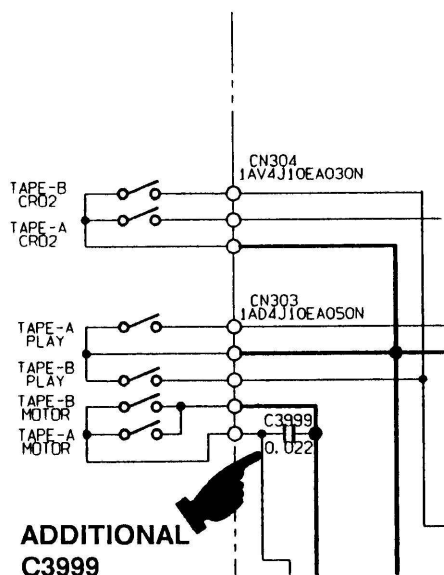 CN304
1AV4J10EA030N
TAPE-B
CRO2
TAPE-A
CRO2
CN303
1AD4J10EA050N
TAPE-A
PLAY
TAPE-B
PLAY
TAPE-B
MOTOR
TAPE-A
MOTOR
C3999
0.022
ADDITIONAL
C3999